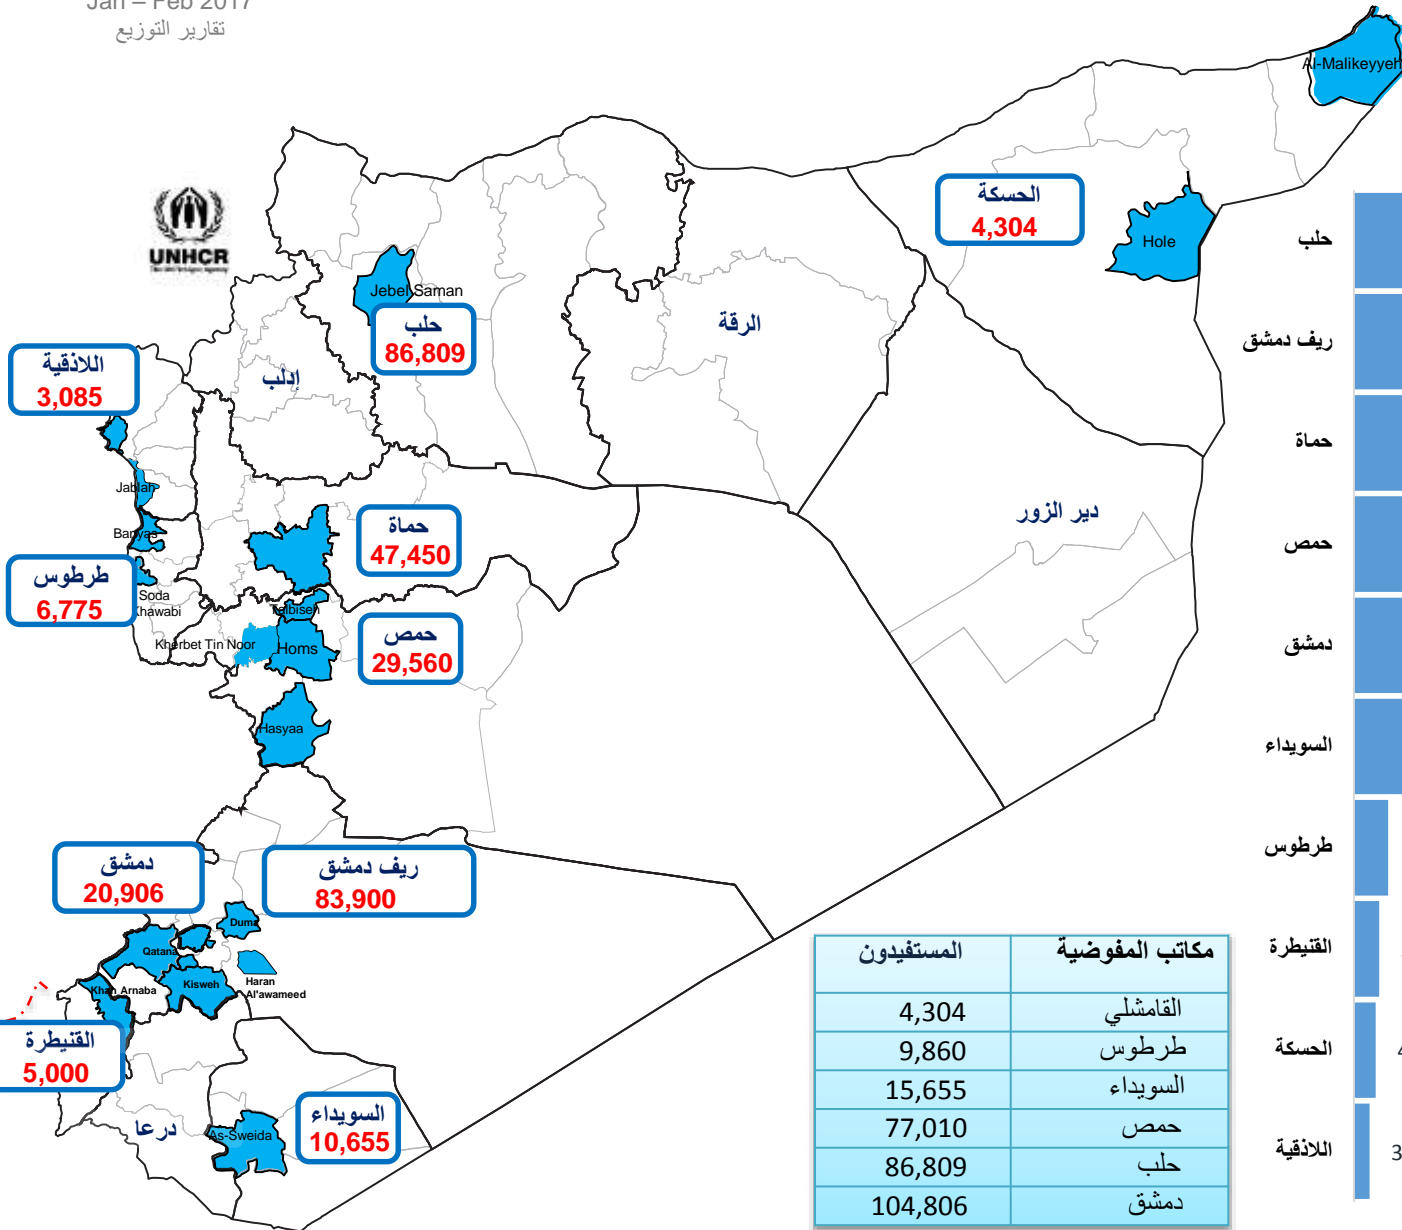 Jan – Feb 2017
تقارير التوزيع
Al-Malikeyyeh
UNHCR
الحسكة
4,304
Hole
Jebel Saman
حلب
86,809
الرقة
إدلب
اللاذقية
3,085
Jablah
Banyas
حماة
47,450
دير الزور
طرطوس
6,775
Soda
Khawabi
Talbiseh
Kherbet Tin Noor
Homs
حمص
29,560
Hasyaa
دمشق
20,906
ريف دمشق
83,900
Duma
Qatana
Kisweh
Haran
Al'awameed
Khan Arnaba
القنيطرة
5,000
درعا
As-Sweida
السويداء
10,655
حلب
ريف دمشق
حماة
حمص
دمشق
السويداء
طرطوس
القنيطرة
الحسكة
4
اللاذقية
3
مكاتب المفوضية المستفيدون
القامشلي 4,304
طرطوس 9,860
السويداء 15,655
حمص 77,010
حلب 86,809
دمشق 104,806